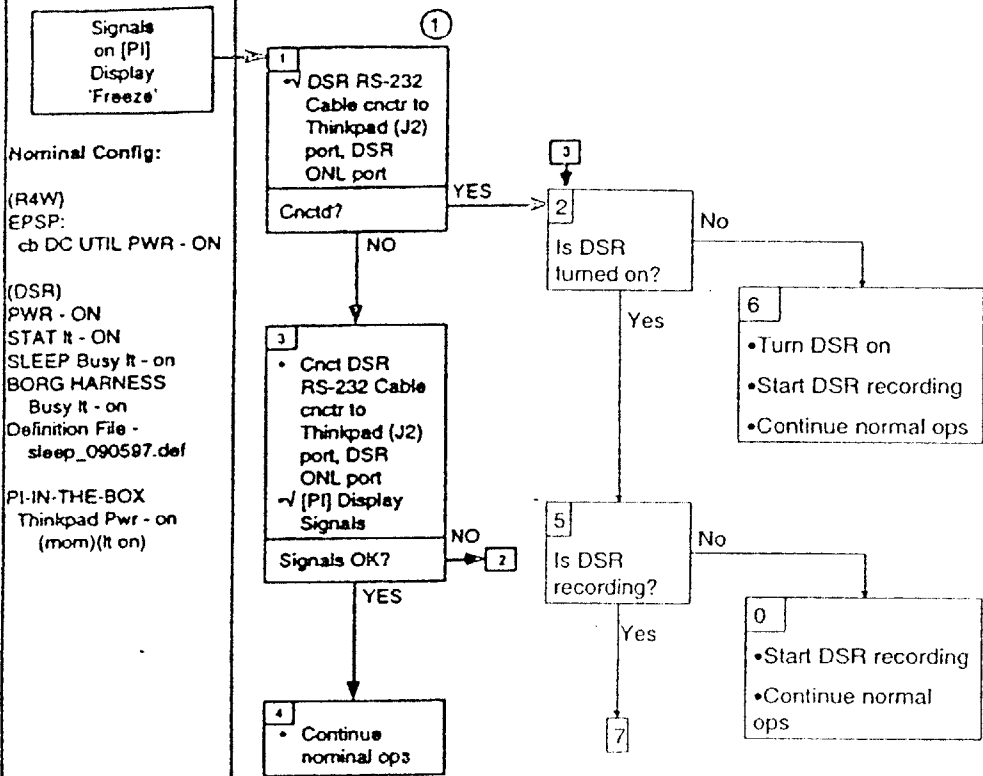 Signals
on [PI]
Display
'Freeze'
Nominal Config:
(R4W)
EPSP:
cb DC UTIL PWR - ON
(DSR)
PWR - ON
STAT lt - ON
SLEEP Busy lt - on
BORG HARNESS
Busy lt - on
Definition File -
sleep_090597.def
PI-IN-THE-BOX
Thinkpad Pwr - on
(mom)(lt on)
1
1
√ DSR RS-232
Cable cnctr to
Thinkpad (J2)
port, DSR
ONL port
Cnctd?
YES
NO
3
• Cnct DSR
RS-232 Cable
cnctr to
Thinkpad (J2)
port, DSR
ONL port
√ [PI] Display
Signals
Signals OK?
NO
2
YES
4
• Continue
nominal ops
3
2
Is DSR
turned on?
No
Yes
6
•Turn DSR on
•Start DSR recording
•Continue normal ops
5
Is DSR
recording?
No
Yes
0
•Start DSR recording
•Continue normal
ops
7